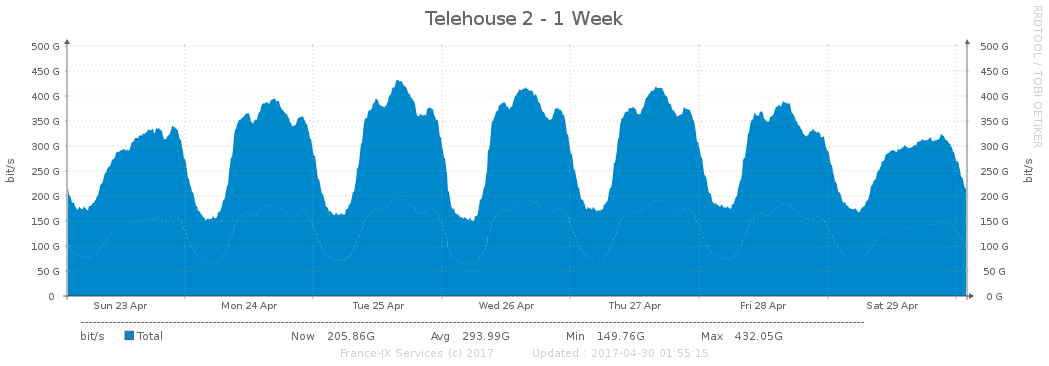 Telehouse 2 - 1 Week
RRDTOOL / TOBI OETIKER
500 G 500 G
450 G 450 G
400 G 400 G
350 G 350 G
300 G 300 G
250 G 250 G
200 G 200 G
150 G 150 G
100 G 100 G
50 G 50 G
0 0 G
bit/s bit/s
Sun 23 Apr Mon 24 Apr Tue 25 Apr Wed 26 Apr Thu 27 Apr Fri 28 Apr Sat 29 Apr
bit/s Total Now 205.86G Avg 293.99G Min 149.76G Max 432.05G
France-IX Services (c) 2017 Updated : 2017-04-30 01:55:15